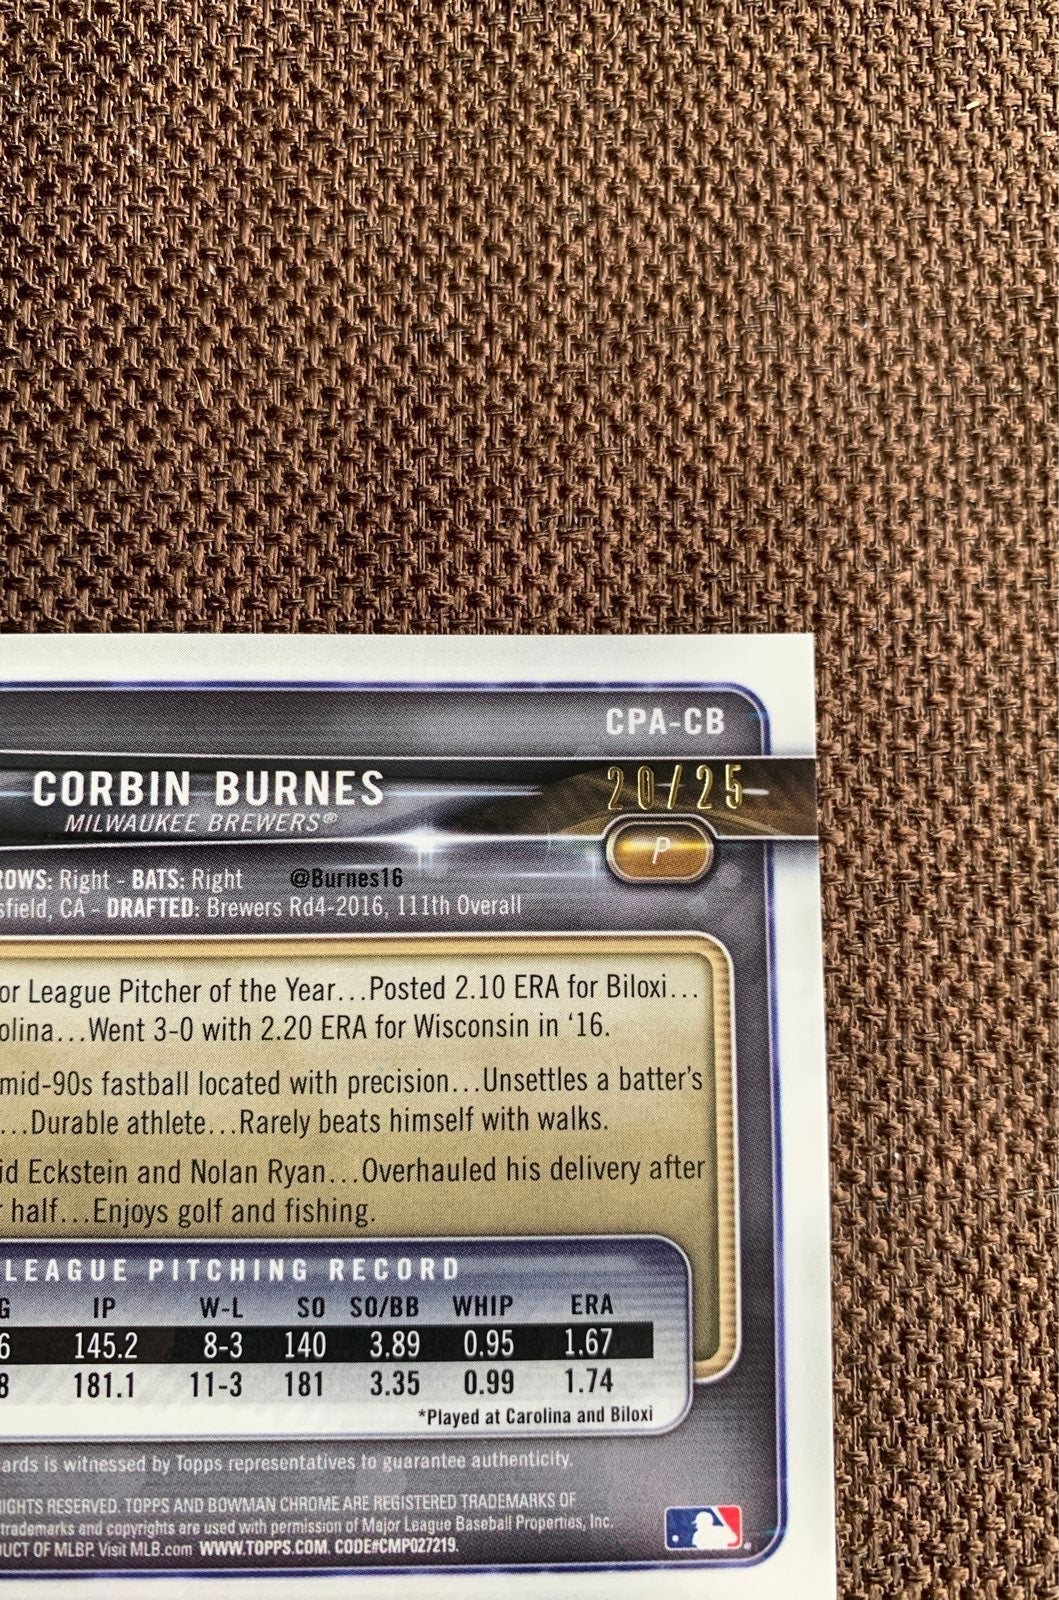 CPA-CB
20/25
CORBIN BURNES
MILWAUKEE BREWERS®
P
OWS: Right - BATS: Right @Burnes16
sfield, CA - DRAFTED: Brewers Rd4-2016, 111th Overall
or League Pitcher of the Year...Posted 2.10 ERA for Biloxi...
olina...Went 3-0 with 2.20 ERA for Wisconsin in ‘16.
mid-90s fastball located with precision...Unsettles a batter's
...Durable athlete...Rarely beats himself with walks.
id Eckstein and Nolan Ryan...Overhauled his delivery after
r half...Enjoys golf and fishing.
LEAGUE PITCHING RECORD
G IP W-L SO SO/BB WHIP ERA
6 145.2 8-3 140 3.89 0.95 1.67
8 181.1 11-3 181 3.35 0.99 1.74
*Played at Carolina and Biloxi
ards is witnessed by Topps representatives to guarantee authenticity.
IGHTS RESERVED. TOPPS AND BOWMAN CHROME ARE REGISTERED TRADEMARKS OF
trademarks and copyrights are used with permission of Major League Baseball Properties, Inc.
UCT OF MLBP. Visit MLB.com WWW.TOPPS.COM. CODE#CMP027219.